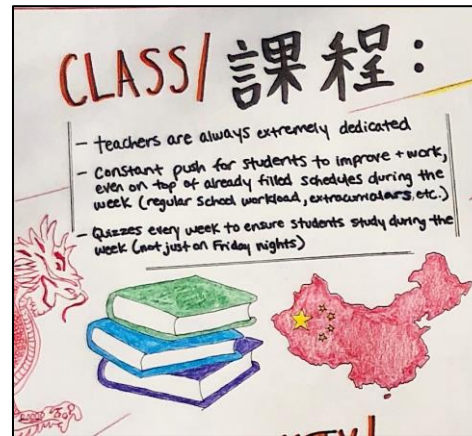 CLASS/課程:
- teachers are always extremely dedicated
- Constant push for students to improve + work,
even on top of already filled schedules during the
week (regular school workload, extracurriculars, etc.)
- Quizzes every week to ensure students study during the
week (not just on Friday nights)